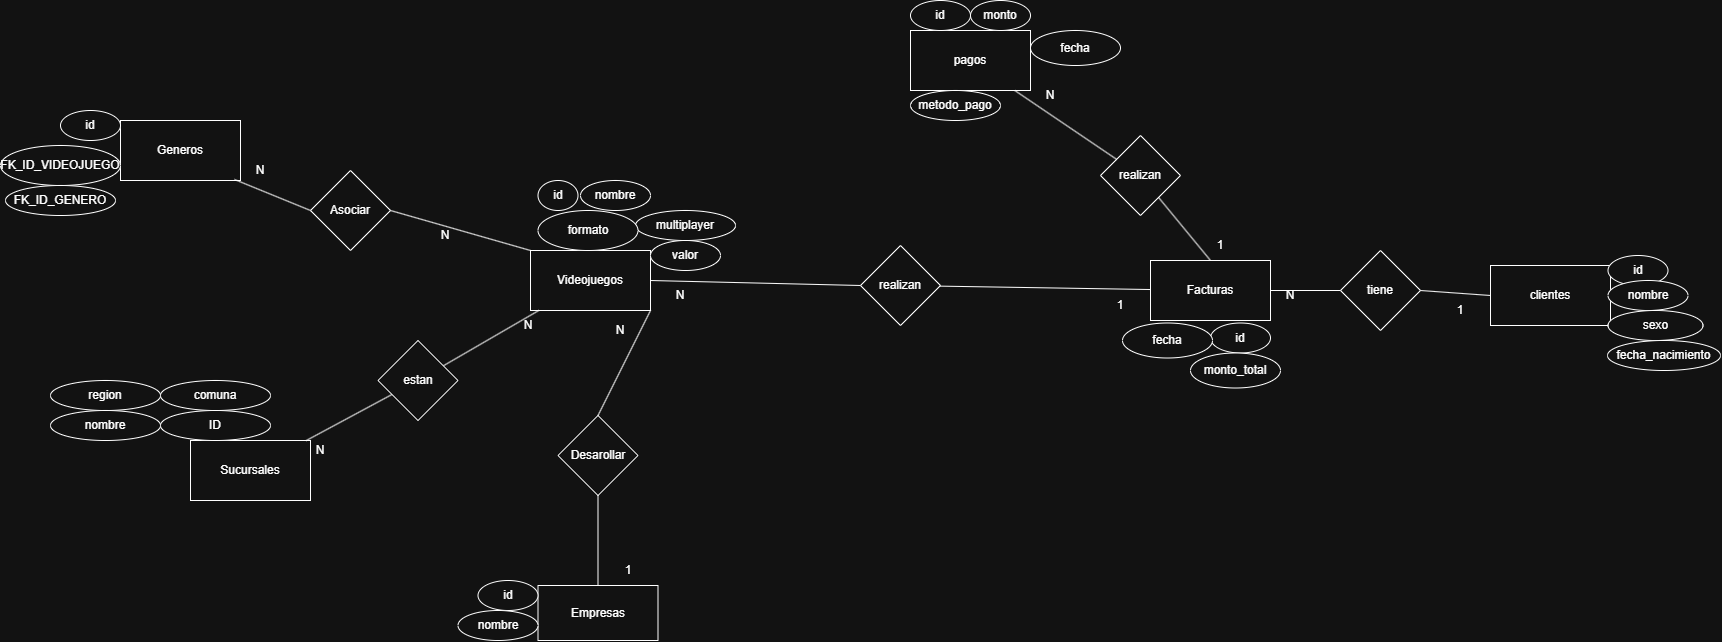 id
monto
pagos
fecha
metodo_pago
N
realizan
1
id
Generos
FK_ID_VIDEOJUEGO
FK_ID_GENERO
N
Asociar
N
id
nombre
formato
multiplayer
valor
Videojuegos
N
realizan
1
Facturas
N
tiene
1
clientes
id
nombre
sexo
fecha_nacimiento
fecha
id
monto_total
N
N
estan
region
comuna
nombre
ID
N
Sucursales
Desarollar
1
id
Empresas
nombre